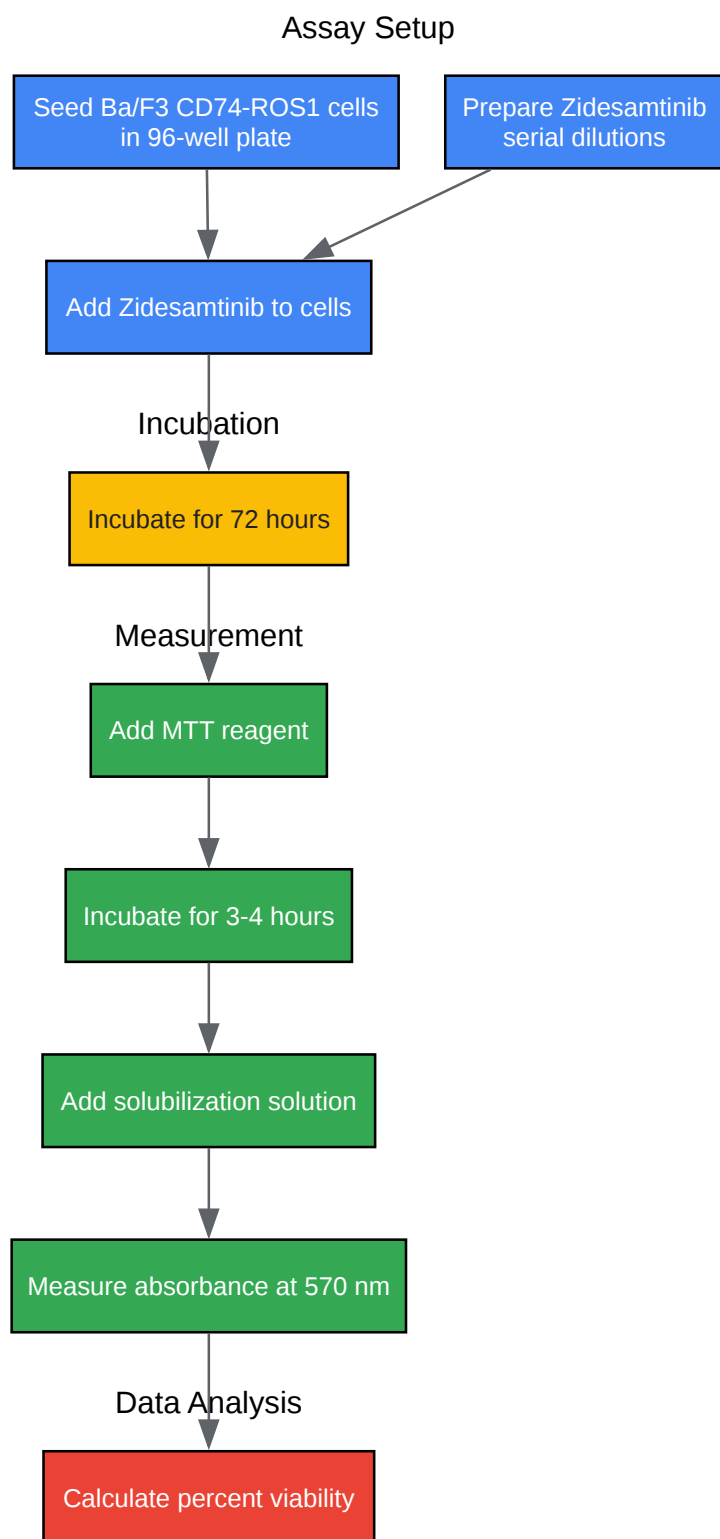 Assay Setup
Seed Ba/F3 CD74-ROS1 cells
in 96-well plate
Prepare Zidesamtinib
serial dilutions
Add Zidesamtinib to cells
Incubation
Incubate for 72 hours
Measurement
Add MTT reagent
Incubate for 3-4 hours
Add solubilization solution
Measure absorbance at 570 nm
Data Analysis
Calculate percent viability